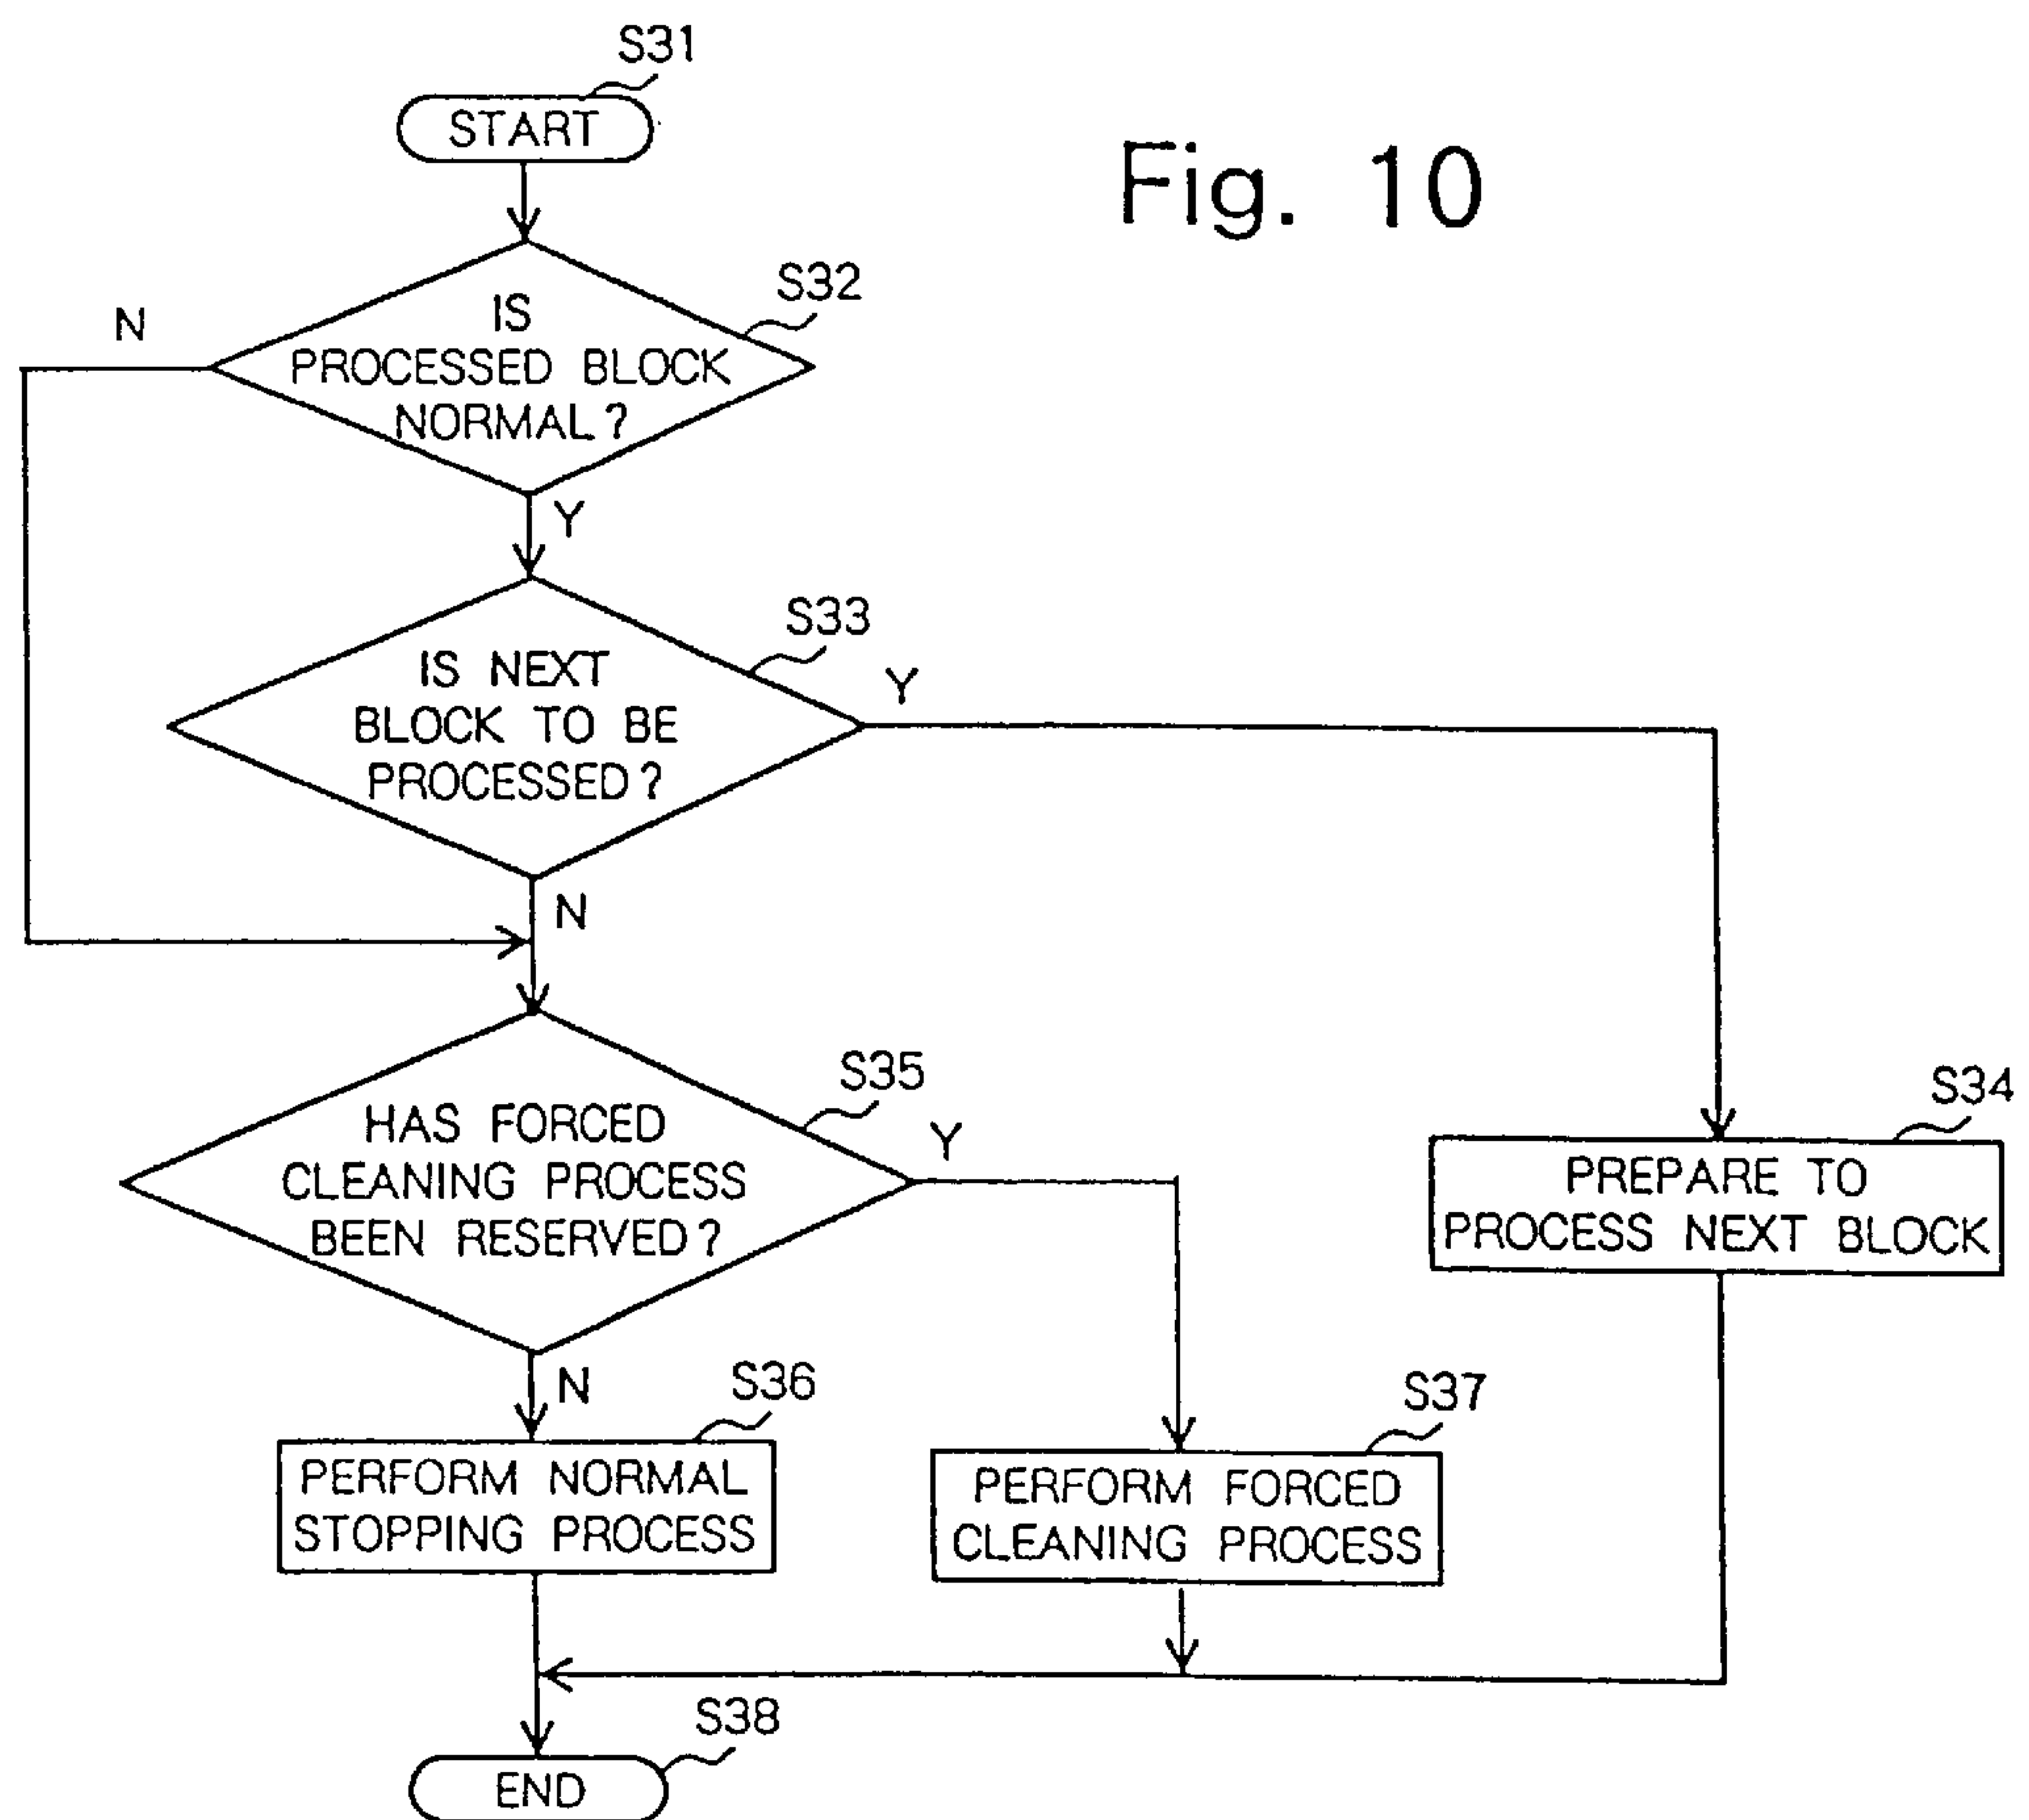 S31
START
Fig. 10
S32
N
IS
PROCESSED BLOCK
NORMAL?
Y
S33
Y
IS NEXT
BLOCK TO BE
PROCESSED?
N
S35
Y
HAS FORCED
CLEANING PROCESS
BEEN RESERVED?
S34
PREPARE TO
PROCESS NEXT BLOCK
N
S36
PERFORM NORMAL
STOPPING PROCESS
S37
PERFORM FORCED
CLEANING PROCESS
S38
END